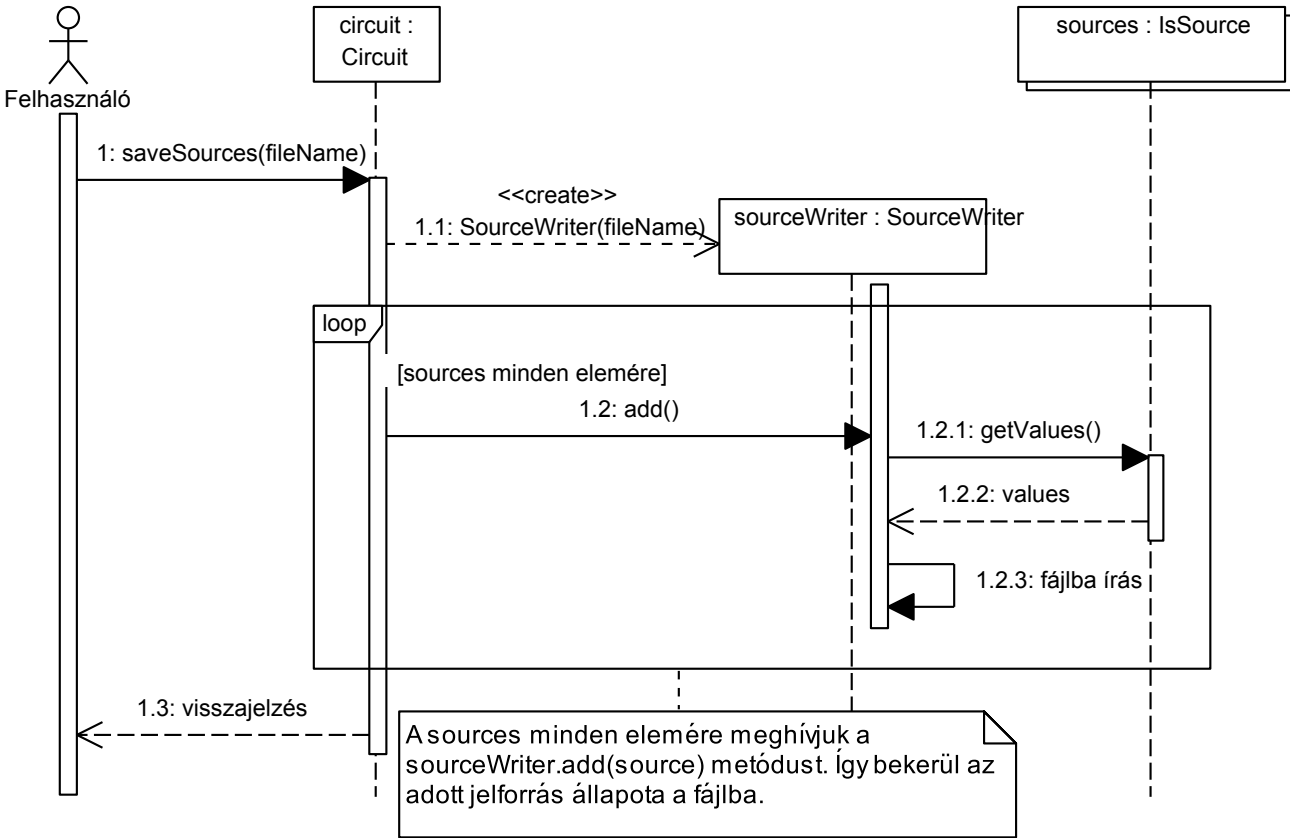 circuit :
Circuit
sources : IsSource
Felhasználó
1: saveSources(fileName)
<<create>>
1.1: SourceWriter(fileName)
sourceWriter : SourceWriter
loop
[sources minden elemére]
1.2: add()
1.2.1: getValues()
1.2.2: values
1.2.3: fájlba írás
1.3: visszajelzés
A sources minden elemére meghívjuk a
sourceWriter.add(source) metódust. Így bekerül az
adott jelforrás állapota a fájlba.